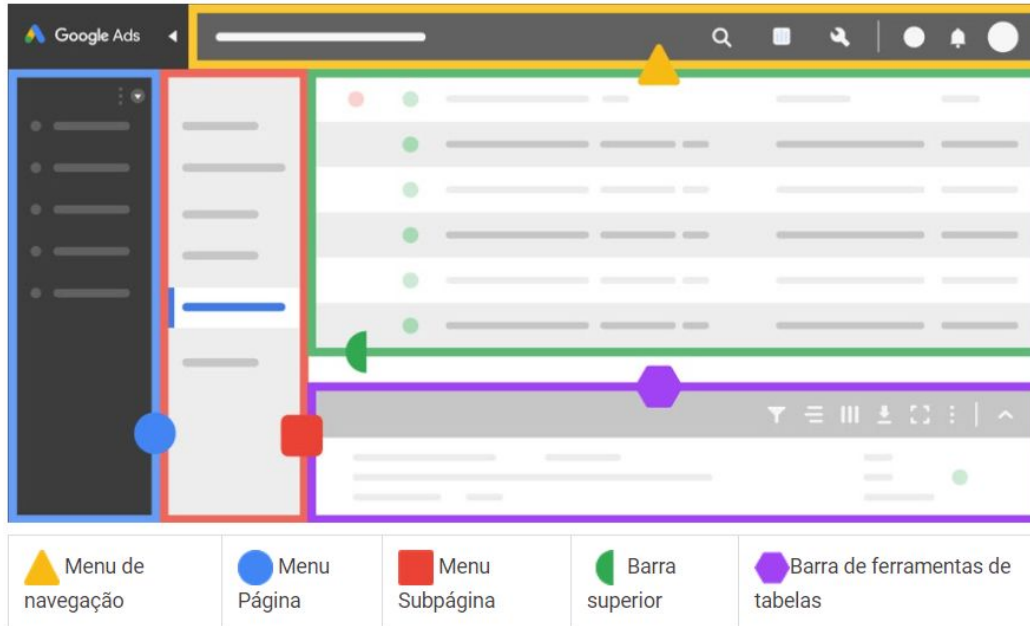 Google Ads
Menu de
navegação
Menu
Página
Menu
Subpágina
Barra
superior
Barra de ferramentas de
tabelas